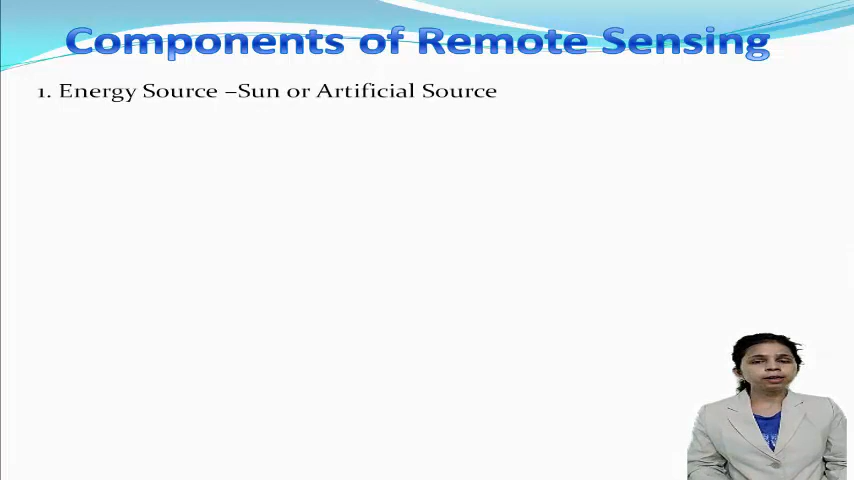 Components of Remote Sensing
1. Energy Source –Sun or Artificial Source